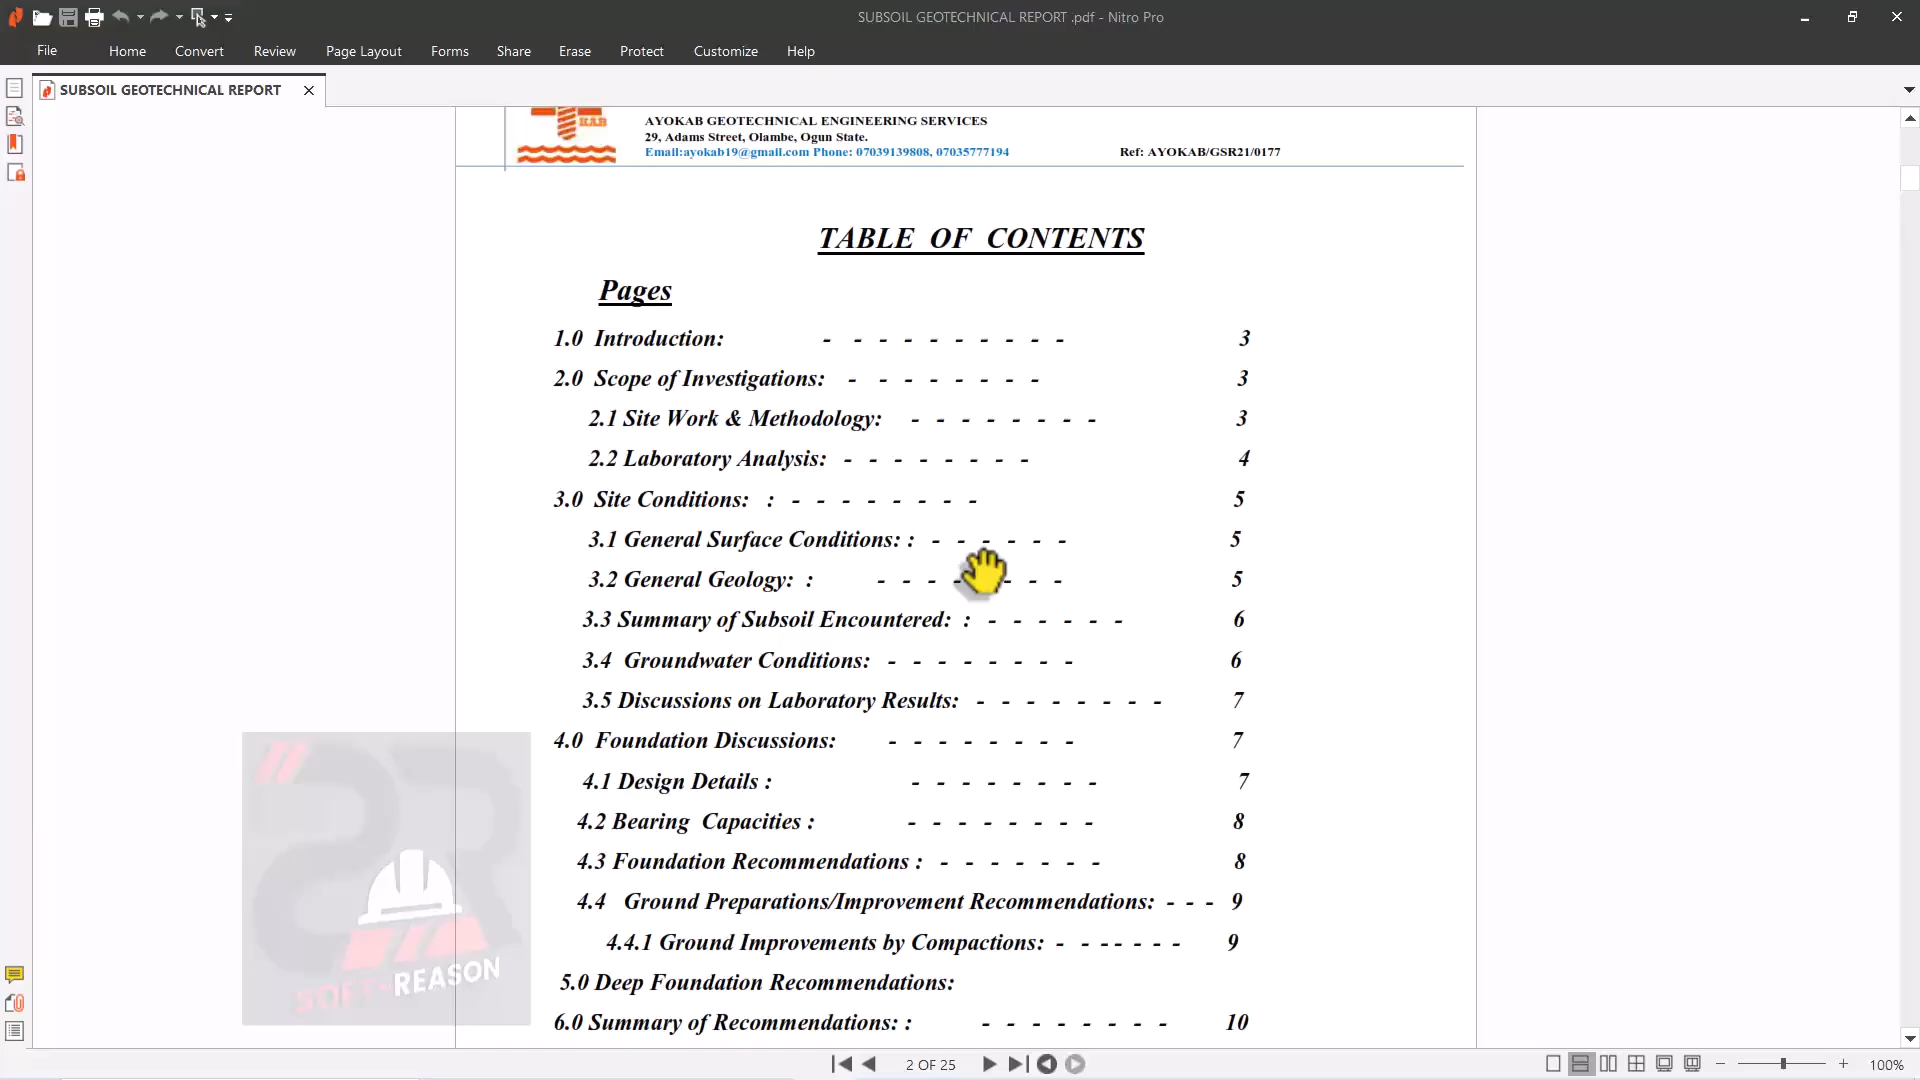 SUBSOIL GEOTECHNICAL REPORT .pdf - Nitro Pro
File Home Convert Review Page Layout Forms Share Erase Protect Customize Help
SUBSOIL GEOTECHNICAL REPORT
KAB
AYOKAB GEOTECHNICAL ENGINEERING SERVICES
29, Adams Street, Olambe, Ogun State.
Email:ayokab19@gmail.com Phone: 07039139808, 07035777194 Ref: AYOKAB/GSR21/0177
TABLE OF CONTENTS
Pages
1.0 Introduction: - - - - - - - - - - 3
2.0 Scope of Investigations: - - - - - - - - 3
2.1 Site Work & Methodology: - - - - - - - - 3
2.2 Laboratory Analysis: - - - - - - - - 4
3.0 Site Conditions: : - - - - - - - - 5
3.1 General Surface Conditions: : - - - - - - 5
3.2 General Geology: : - - - - - - - 5
3.3 Summary of Subsoil Encountered: : - - - - - - 6
3.4 Groundwater Conditions: - - - - - - - - 6
3.5 Discussions on Laboratory Results: - - - - - - - - 7
4.0 Foundation Discussions: - - - - - - - - 7
4.1 Design Details : - - - - - - - - 7
4.2 Bearing Capacities : - - - - - - - - 8
4.3 Foundation Recommendations : - - - - - - - 8
4.4 Ground Preparations/Improvement Recommendations: - - - 9
4.4.1 Ground Improvements by Compactions: - - - - - - - 9
5.0 Deep Foundation Recommendations:
6.0 Summary of Recommendations: : - - - - - - - - 10
SR
SOFT-REASON
2 OF 25
100%